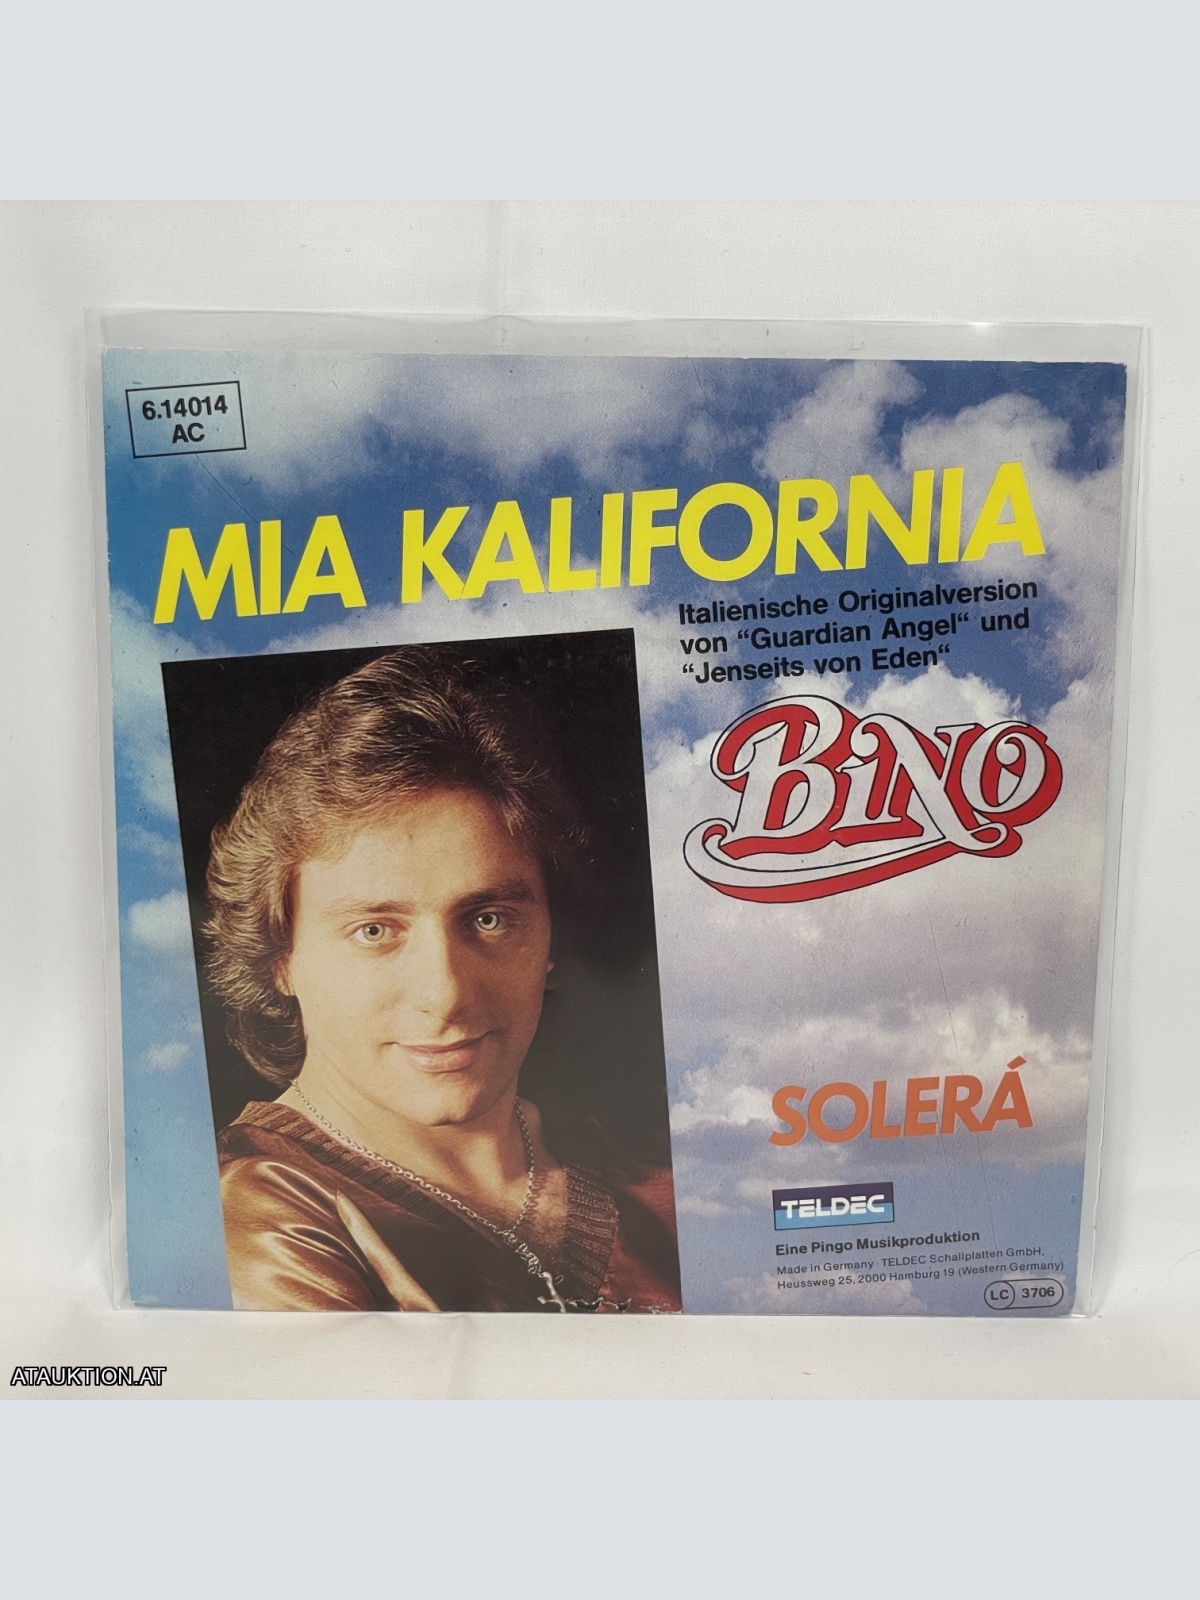 6.14014
AC
MIA KALIFORNIA
Italienische Originalversion
von “Guardian Angel“ und
“Jenseits von Eden“
BiNO
SOLERÁ
TELDEC
Eine Pingo Musikproduktion
Made in Germany · TELDEC Schallplatten GmbH,
Heussweg 25, 2000 Hamburg 19 (Western Germany)
LC 3706
ATAUKTION.AT